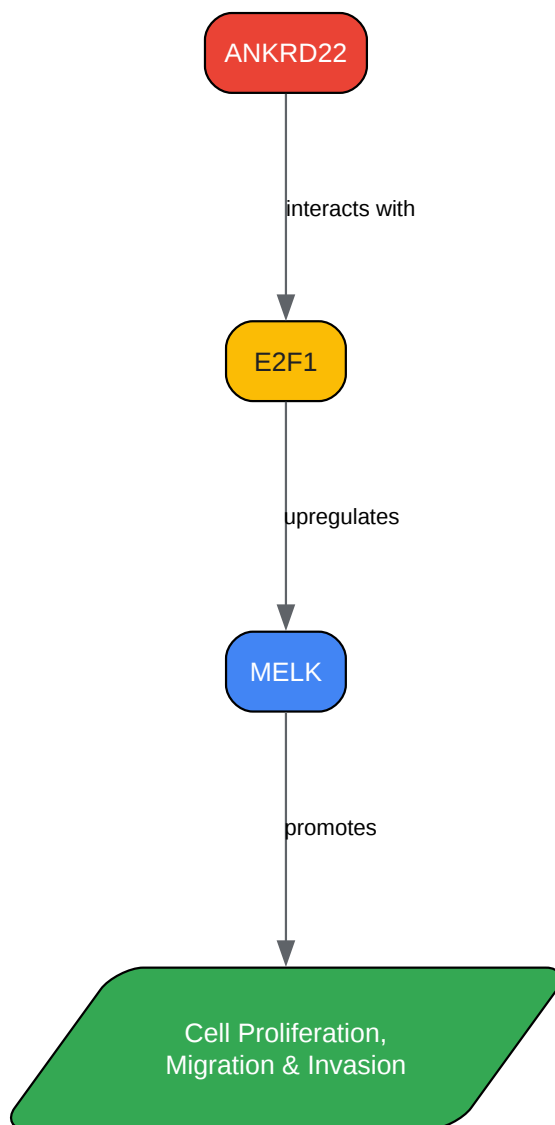 ANKRD22
interacts with
E2F1
upregulates
MELK
promotes
Cell Proliferation,
Migration & Invasion